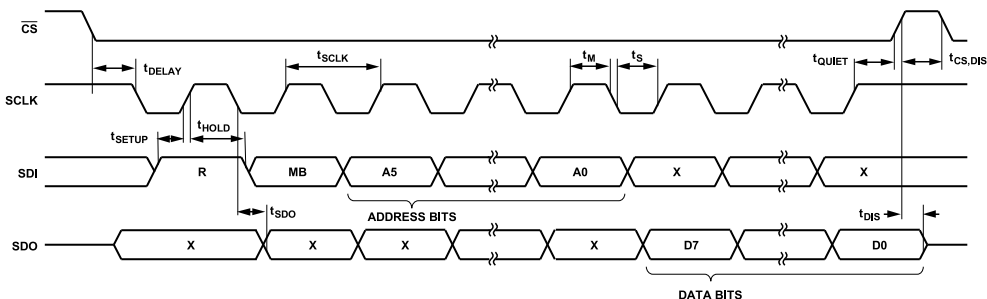 CS
tDELAY
tSCLK
tM
tS
tQUIET
tCS,DIS
SCLK
tSETUP
tHOLD
SDI
R
MB
A5
A0
X
X
ADDRESS BITS
tSDO
tDIS
SDO
X
X
X
X
D7
D0
DATA BITS